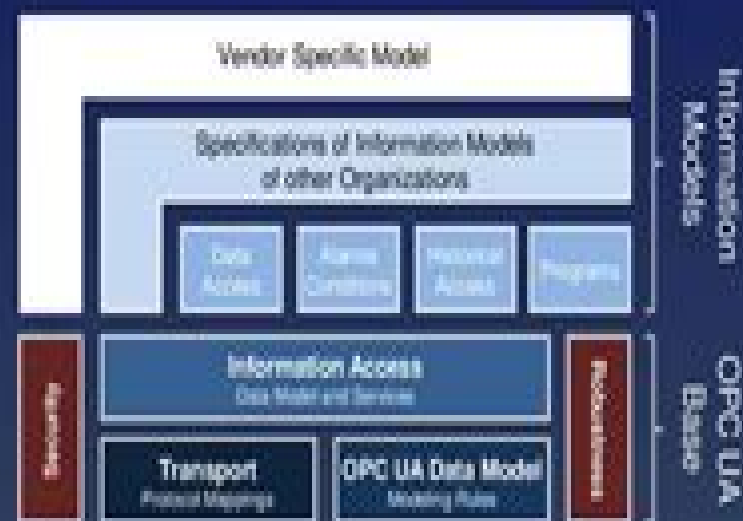 Vendor Specific Model
Specifications of Information Models
of other Organizations
Data
Access
Alarms
Conditions
Historical
Access
Programs
Information
Models
Information Access
Data Model and Services
Security
Robustness
Transport
Protocol Mappings
OPC UA Data Model
Modeling Rules
OPC UA
Base